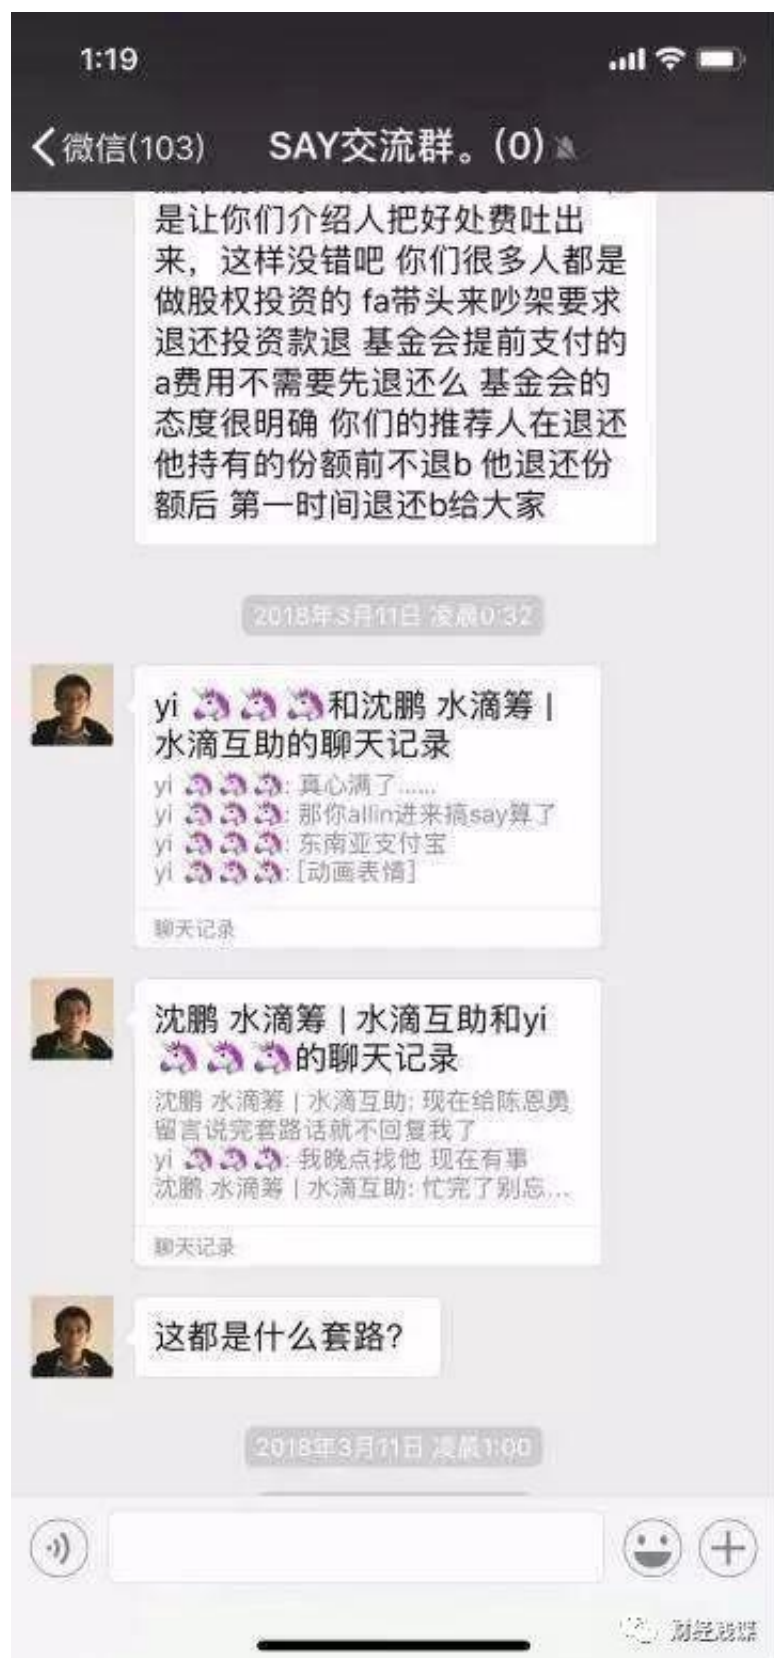 1:19
微信(103)
SAY交流群。(0)
是让你们介绍人把好处费吐出
来，这样没错吧 你们很多人都是
做股权投资的 fa带头来吵架要求
退还投资款退 基金会提前支付的
a费用不需要先退还么 基金会的
态度很明确 你们的推荐人在退还
他持有的份额前不退b 他退还份
额后 第一时间退还b给大家
2018年3月11日 凌晨0:32
yi 🦄🦄🦄和沈鹏 水滴筹 |
水滴互助的聊天记录
yi 🦄🦄🦄: 真心满了......
yi 🦄🦄🦄: 那你allin进来搞say算了
yi 🦄🦄🦄: 东南亚支付宝
yi 🦄🦄🦄: [动画表情]
聊天记录
沈鹏 水滴筹 | 水滴互助和yi
🦄🦄🦄的聊天记录
沈鹏 水滴筹 | 水滴互助: 现在给陈恩勇
留言说完套路话就不回复我了
yi 🦄🦄🦄: 我晚点找他 现在有事
沈鹏 水滴筹 | 水滴互助: 忙完了别忘...
聊天记录
这都是什么套路?
2018年3月11日 凌晨1:00